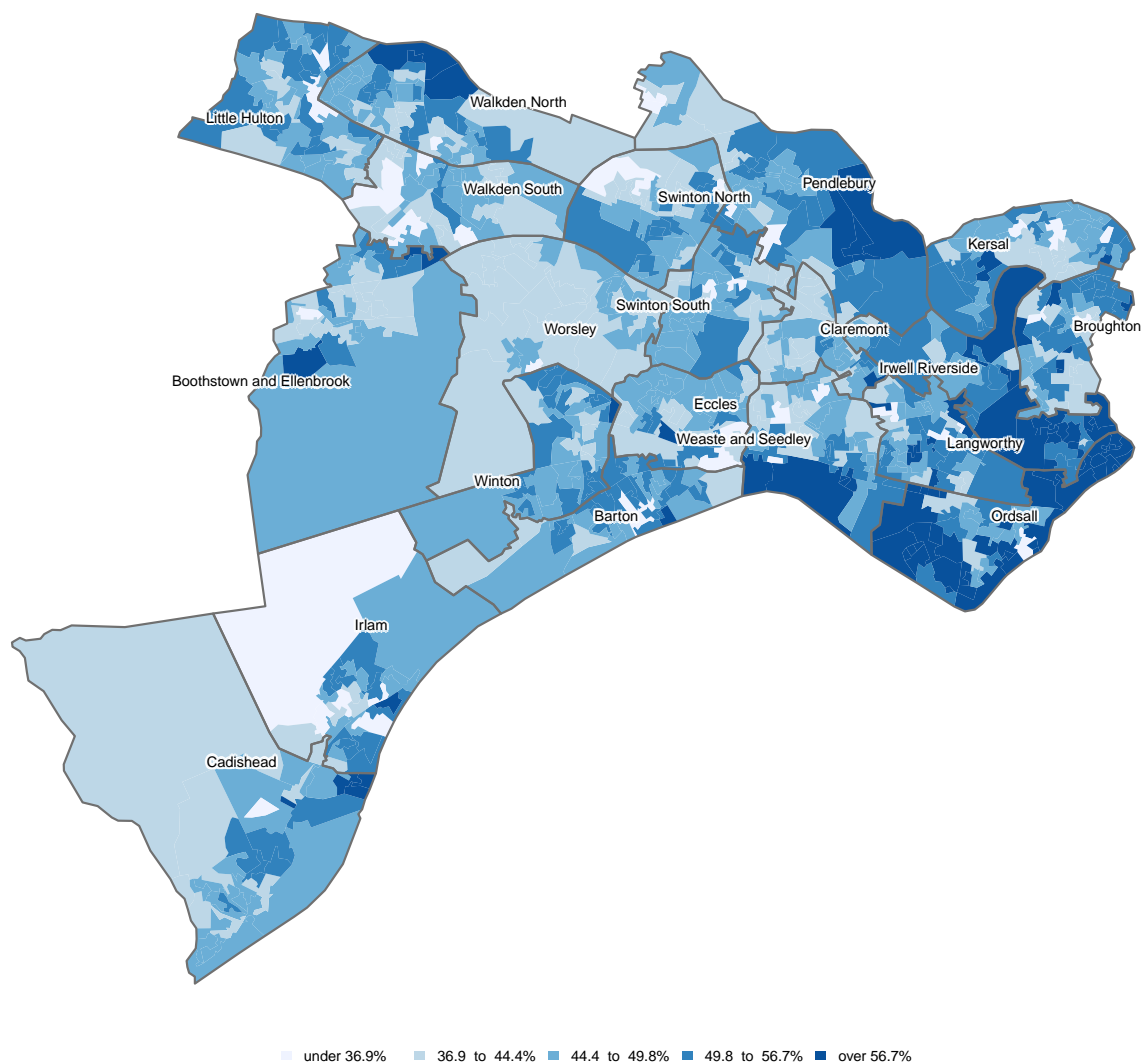 Walkden North
Little Hulton
Pendlebury
Walkden South
Swinton North
Kersal
Swinton South
Broughton
Worsley
Claremont
Irwell Riverside
Boothstown and Ellenbrook
Eccles
Weaste and Seedley
Langworthy
Winton
Barton
Ordsall
Irlam
Cadishead
under 36.9% 36.9 to 44.4% 44.4 to 49.8% 49.8 to 56.7% over 56.7%